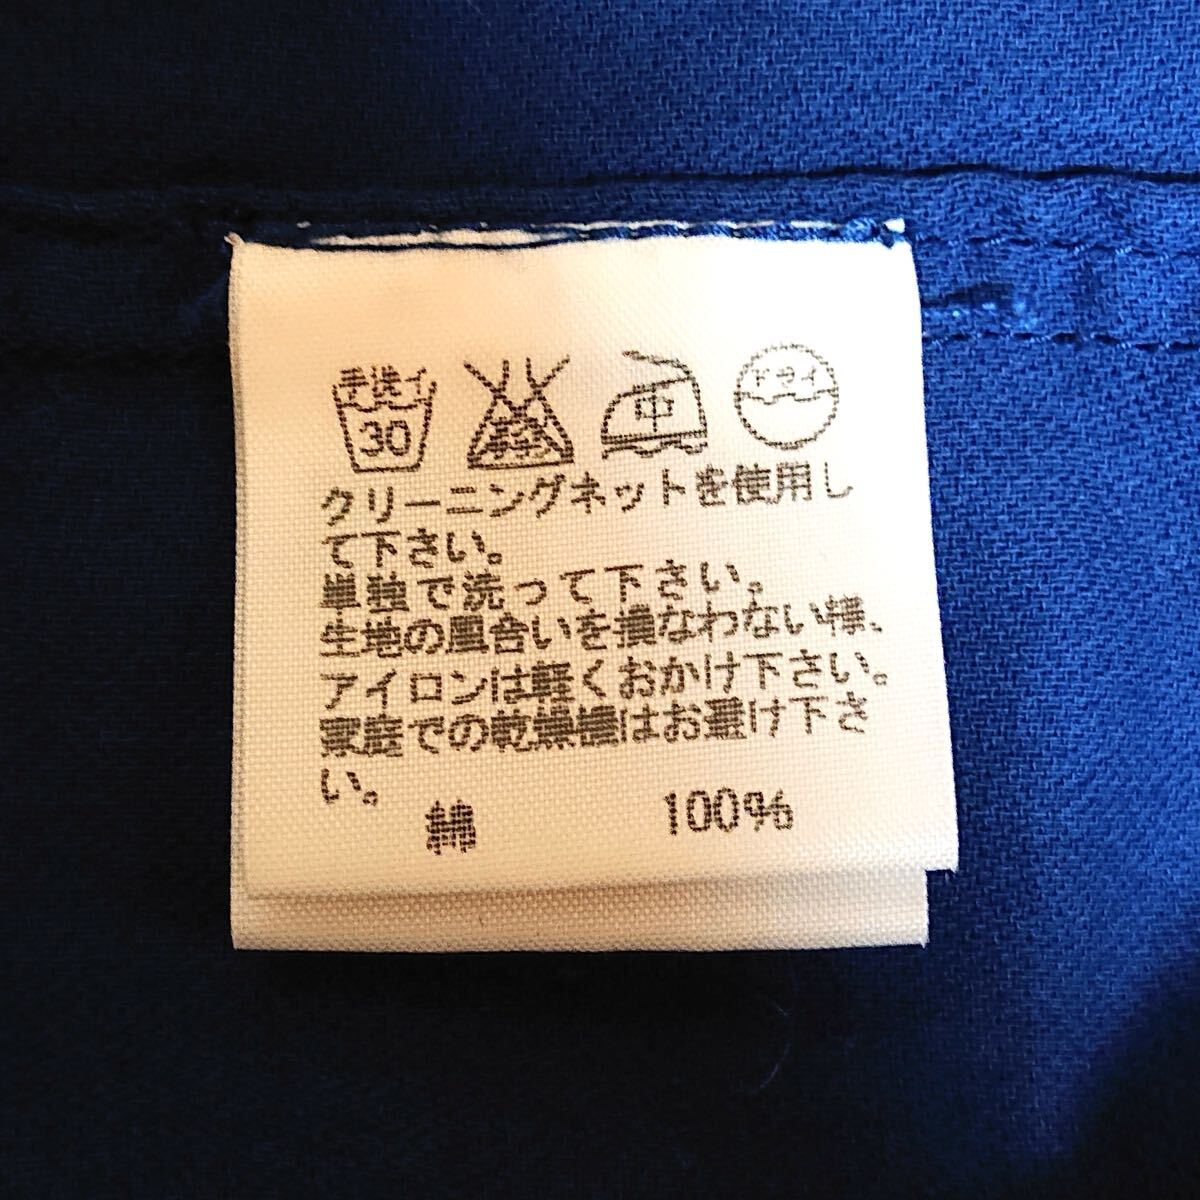 手洗イ 30 中 ドライ
クリーニングネットを使用し
て下さい。
単独で洗って下さい。
生地の風合いを損なわない様、
アイロンは軽くおかけ下さい。
家庭での乾燥機はお避け下さ
い。
綿 100%